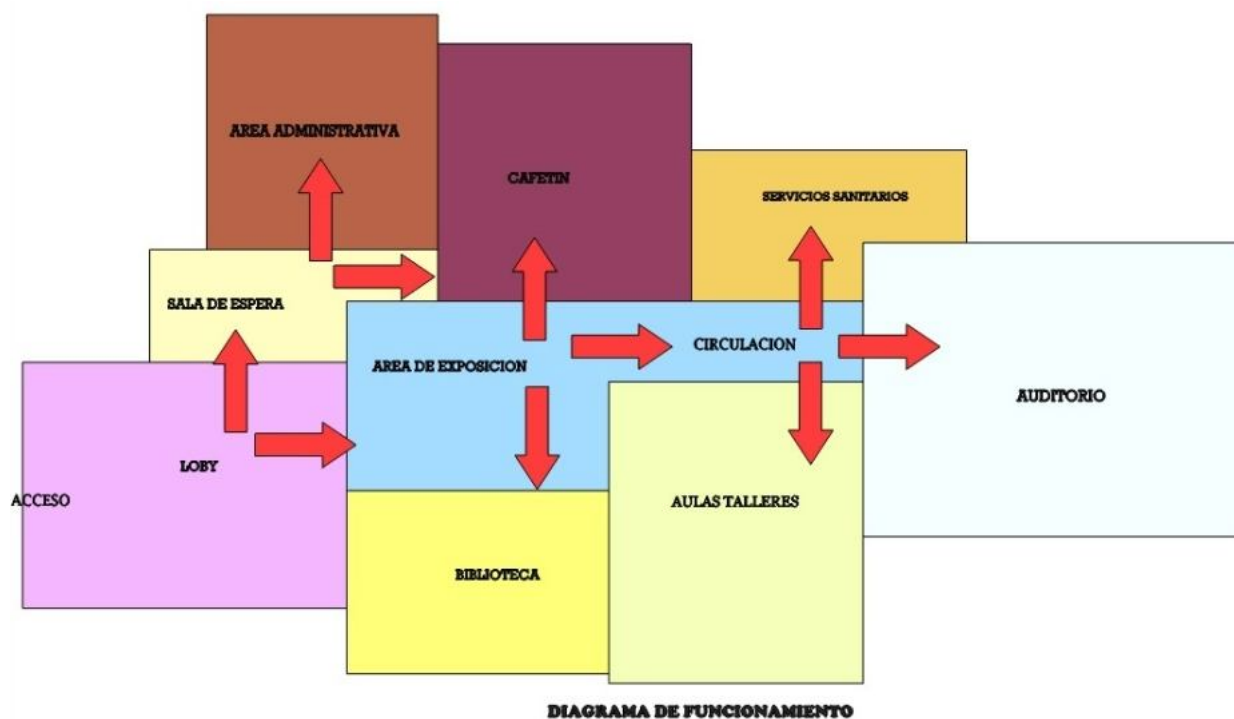 AREA ADMINISTRATIVA
CAFETIN
SERVICIOS SANITARIOS
SALA DE ESPERA
CIRCULACION
AREA DE EXPOSICION
AUDITORIO
LOBY
ACCESO
AULAS TALLERES
BIBLIOTECA
DIAGRAMA DE FUNCIONAMIENTO